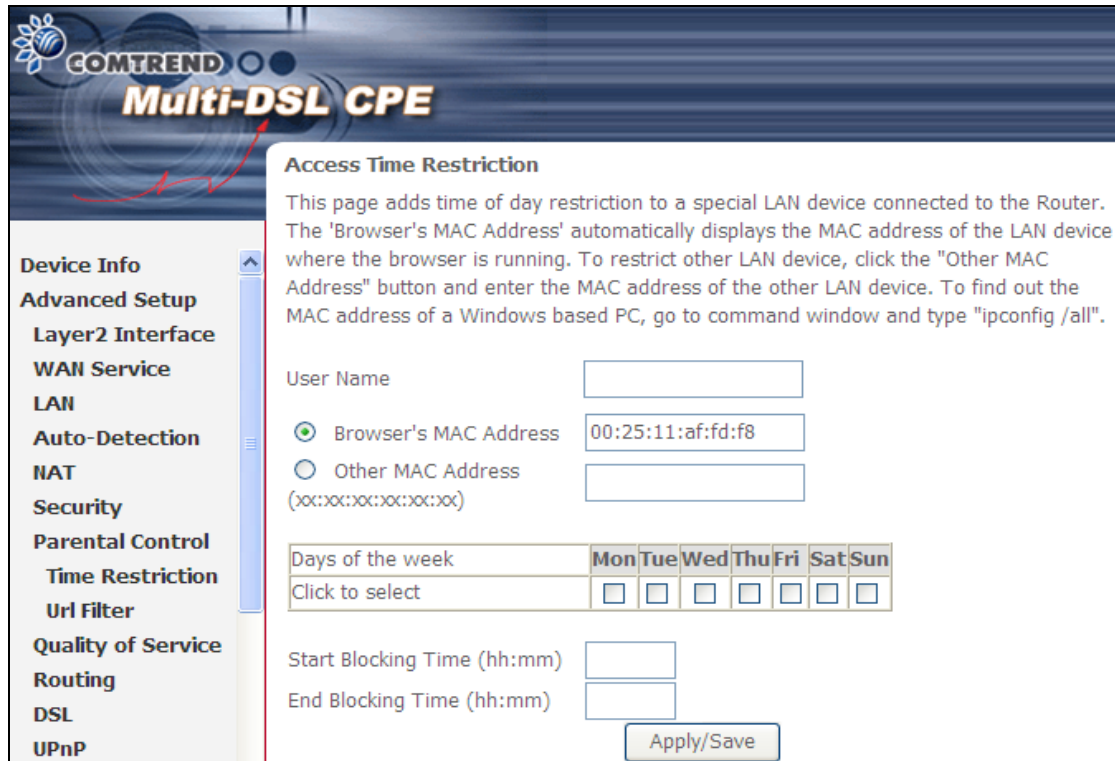 COMTREND
Multi-DSL CPE
Device Info
Advanced Setup
Layer2 Interface
WAN Service
LAN
Auto-Detection
NAT
Security
Parental Control
Time Restriction
Url Filter
Quality of Service
Routing
DSL
UPnP
Access Time Restriction
This page adds time of day restriction to a special LAN device connected to the Router.
The 'Browser's MAC Address' automatically displays the MAC address of the LAN device
where the browser is running. To restrict other LAN device, click the "Other MAC
Address" button and enter the MAC address of the other LAN device. To find out the
MAC address of a Windows based PC, go to command window and type "ipconfig /all".
User Name
Browser's MAC Address 00:25:11:af:fd:f8
Other MAC Address
(xx:xx:xx:xx:xx:xx)
Days of the week Mon Tue Wed Thu Fri Sat Sun
Click to select
Start Blocking Time (hh:mm)
End Blocking Time (hh:mm)
Apply/Save